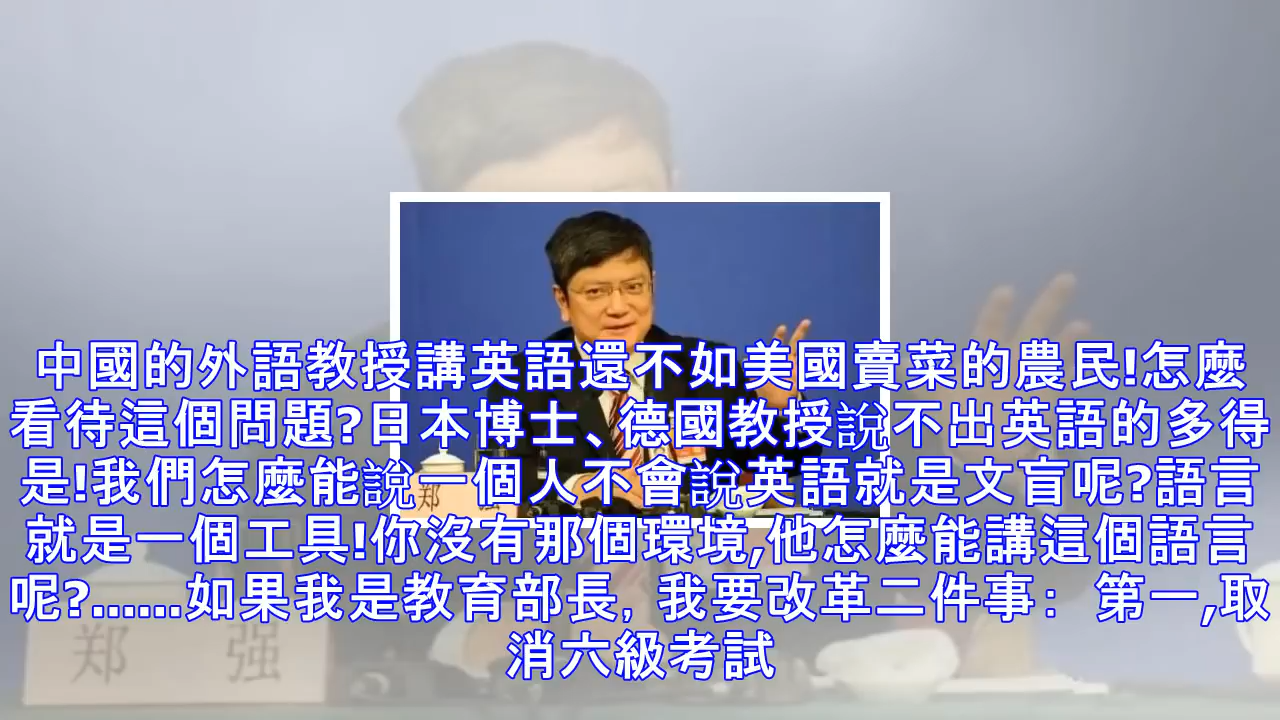 中國的外語教授講英語還不如美國賣菜的農民!怎麼
看待這個問題?日本博士、德國教授說不出英語的多得
是!我們怎麼能說一個人不會說英語就是文盲呢?語言
就是一個工具!你沒有那個環境,他怎麼能講這個語言
呢?......如果我是教育部長, 我要改革二件事: 第一,取
消六級考試
郑 强
郑 强